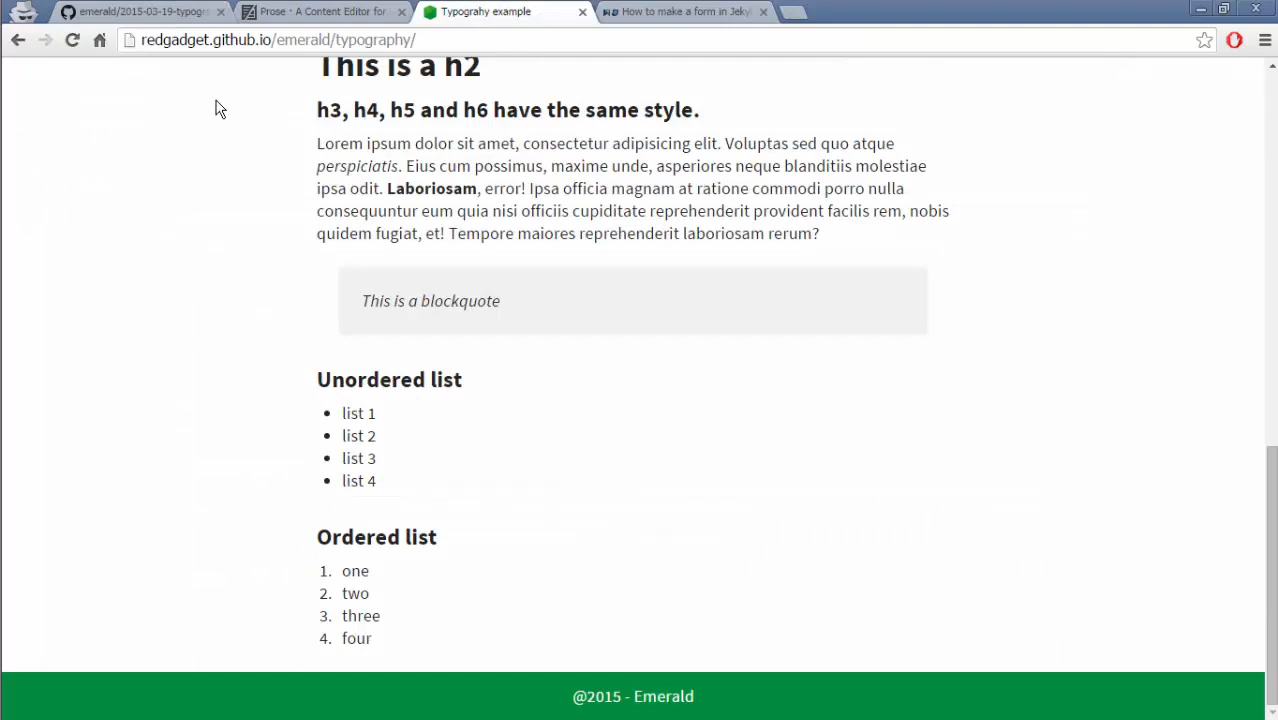 emerald/2015-03-19-typogr
Prose · A Content Editor for
Typograhy example
How to make a form in Jekyl
redgadget.github.io/emerald/typography/
This is a h2
h3, h4, h5 and h6 have the same style.
Lorem ipsum dolor sit amet, consectetur adipisicing elit. Voluptas sed quo atque
perspiciatis. Eius cum possimus, maxime unde, asperiores neque blanditiis molestiae
ipsa odit. Laboriosam, error! Ipsa officia magnam at ratione commodi porro nulla
consequuntur eum quia nisi officiis cupiditate reprehenderit provident facilis rem, nobis
quidem fugiat, et! Tempore maiores reprehenderit laboriosam rerum?
This is a blockquote
Unordered list
• list 1
• list 2
• list 3
• list 4
Ordered list
1. one
2. two
3. three
4. four
@2015 - Emerald